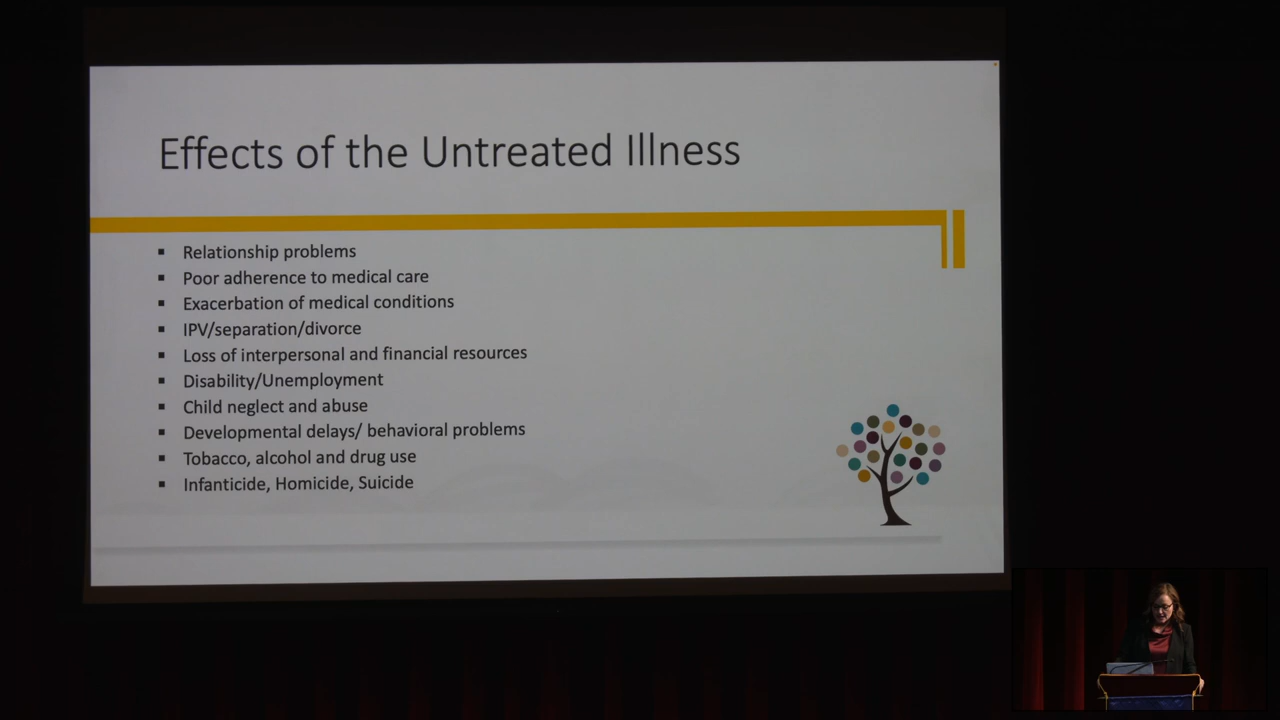 Effects of the Untreated Illness
▪ Relationship problems
▪ Poor adherence to medical care
▪ Exacerbation of medical conditions
▪ IPV/separation/divorce
▪ Loss of interpersonal and financial resources
▪ Disability/Unemployment
▪ Child neglect and abuse
▪ Developmental delays/ behavioral problems
▪ Tobacco, alcohol and drug use
▪ Infanticide, Homicide, Suicide